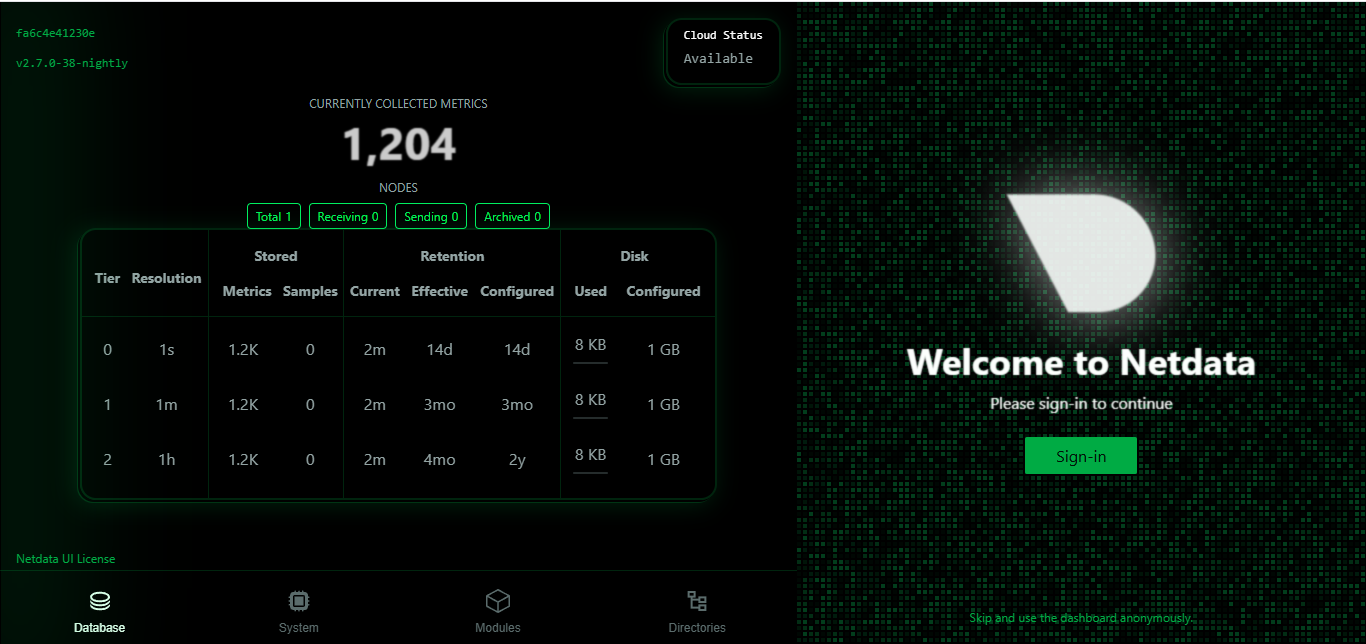 fa6c4e41230e
v2.7.0-38-nightly
Cloud Status
Available
CURRENTLY COLLECTED METRICS
1,204
NODES
Total 1 Receiving 0 Sending 0 Archived 0
Stored Retention Disk
Tier Resolution
Metrics Samples Current Effective Configured Used Configured
0 1s 1.2K 0 2m 14d 14d 8 KB 1 GB
1 1m 1.2K 0 2m 3mo 3mo 8 KB 1 GB
2 1h 1.2K 0 2m 4mo 2y 8 KB 1 GB
Netdata UI License
Database System Modules Directories
Welcome to Netdata
Please sign-in to continue
Sign-in
Skip and use the dashboard anonymously.